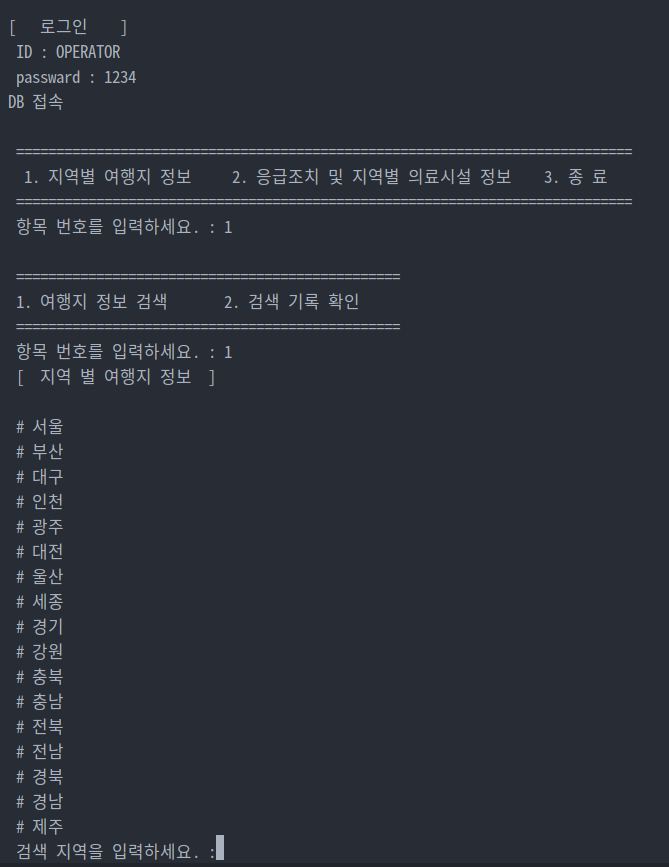 [ 로그인 ]
ID : OPERATOR
passward : 1234
DB 접속
=============================================================================
1. 지역별 여행지 정보 2. 응급조치 및 지역별 의료시설 정보 3. 종 료
=============================================================================
항목 번호를 입력하세요. : 1
================================================
1. 여행지 정보 검색 2. 검색 기록 확인
================================================
항목 번호를 입력하세요. : 1
[ 지역 별 여행지 정보 ]
# 서울
# 부산
# 대구
# 인천
# 광주
# 대전
# 울산
# 세종
# 경기
# 강원
# 충북
# 충남
# 전북
# 전남
# 경북
# 경남
# 제주
검색 지역을 입력하세요. :